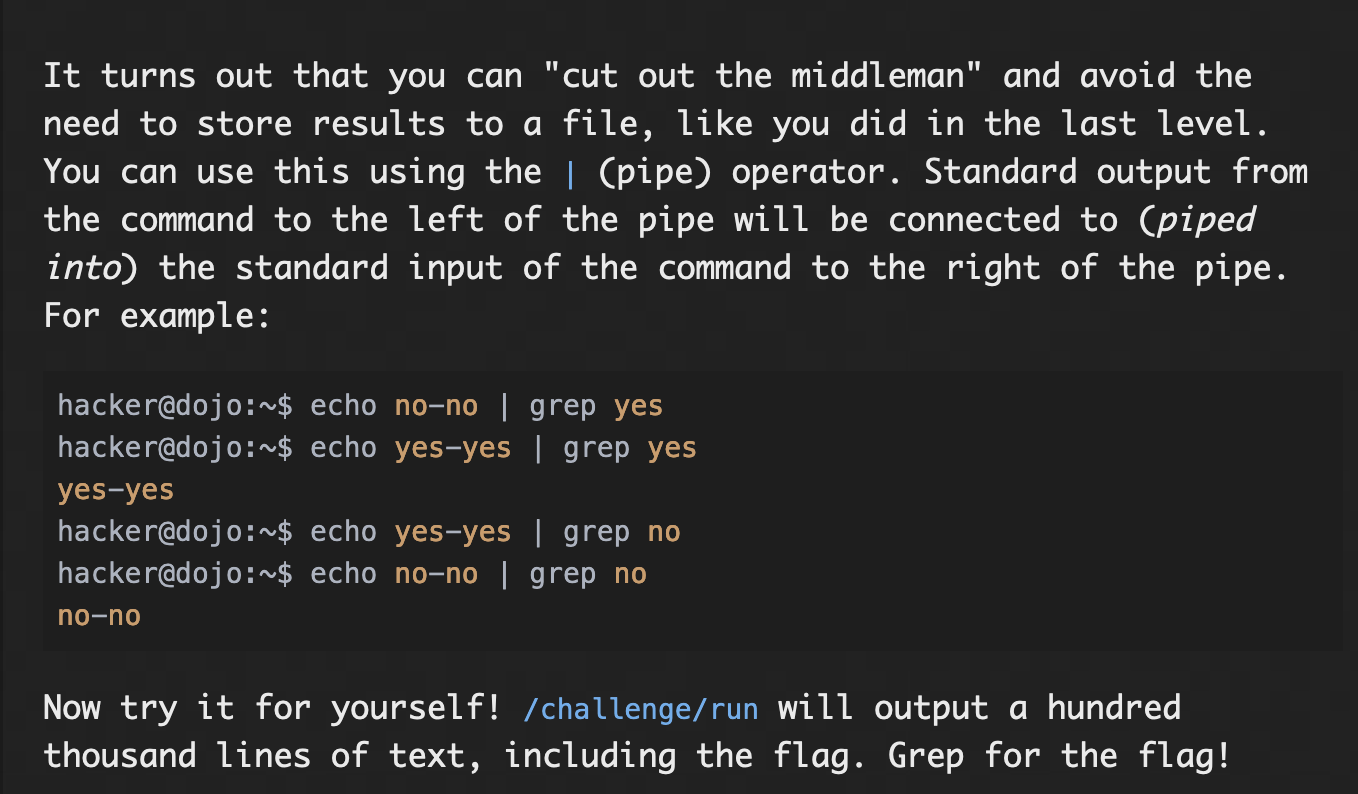 It turns out that you can "cut out the middleman" and avoid the
need to store results to a file, like you did in the last level.
You can use this using the | (pipe) operator. Standard output from
the command to the left of the pipe will be connected to (piped
into) the standard input of the command to the right of the pipe.
For example:
hacker@dojo:~$ echo no-no | grep yes
hacker@dojo:~$ echo yes-yes | grep yes
yes-yes
hacker@dojo:~$ echo yes-yes | grep no
hacker@dojo:~$ echo no-no | grep no
no-no
Now try it for yourself! /challenge/run will output a hundred
thousand lines of text, including the flag. Grep for the flag!